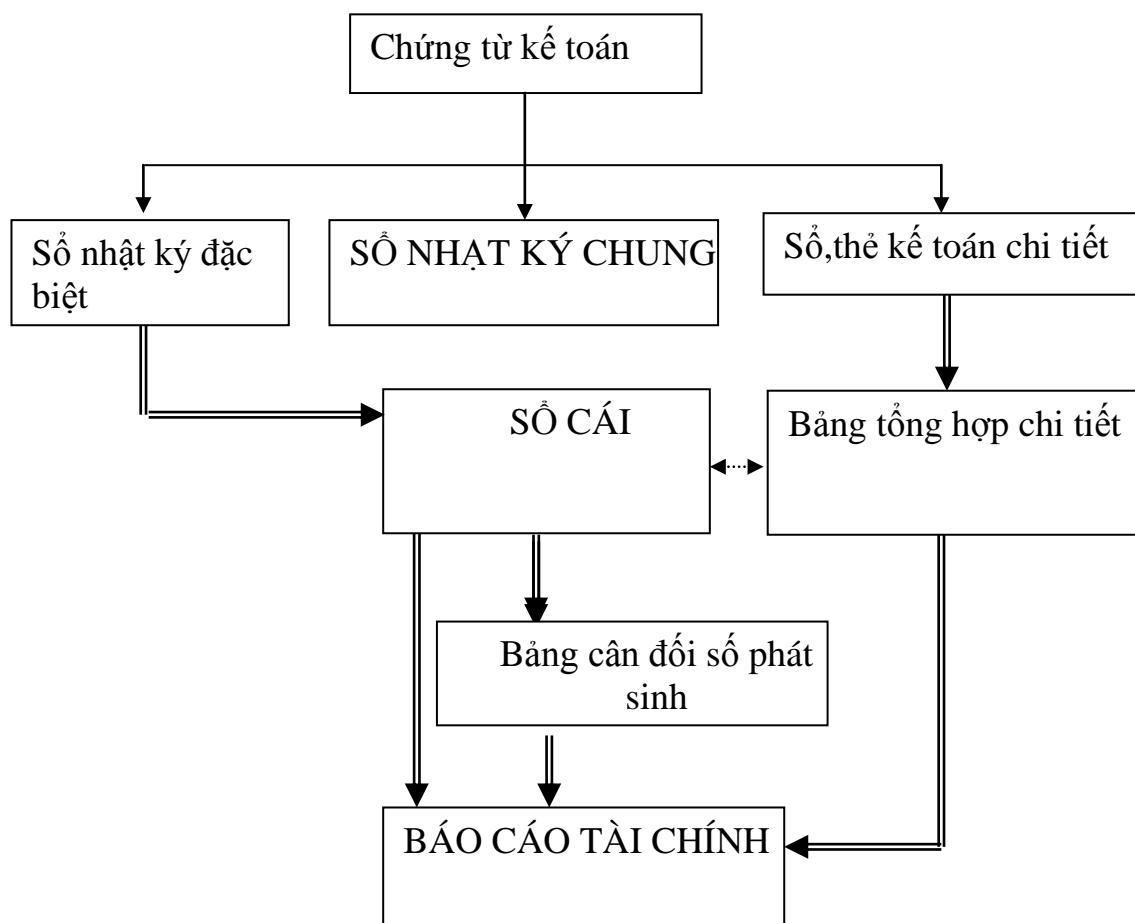 Chứng từ kế toán
Sổ nhật ký đặc
biệt
SỔ NHẠT KÝ CHUNG
Sổ,thẻ kế toán chi tiết
SỔ CÁI
Bảng tổng hợp chi tiết
Bảng cân đối số phát
sinh
BÁO CÁO TÀI CHÍNH